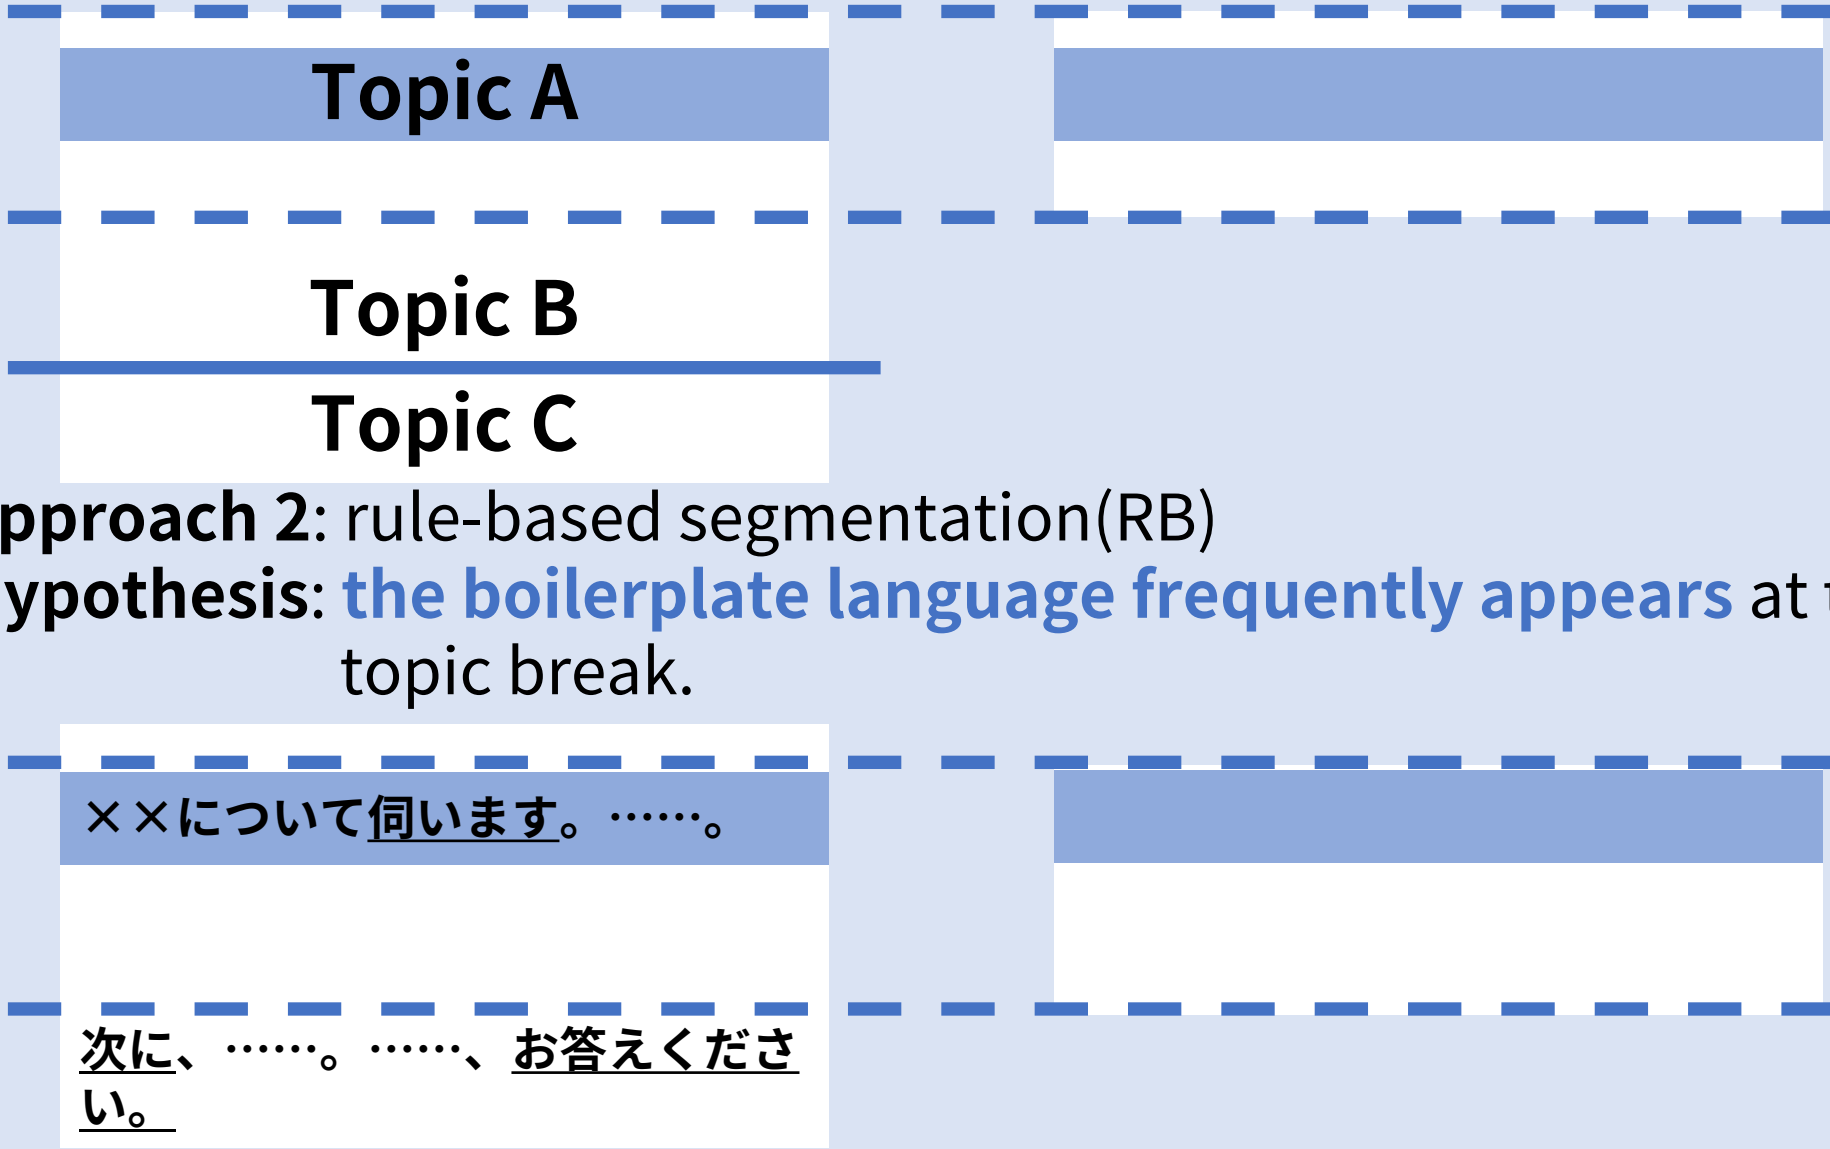 Topic A
Topic B
Topic C
pproach 2: rule-based segmentation(RB)
ypothesis: the boilerplate language frequently appears at t
topic break.
××について伺います。……。
次に、……。……、お答えくださ
い。